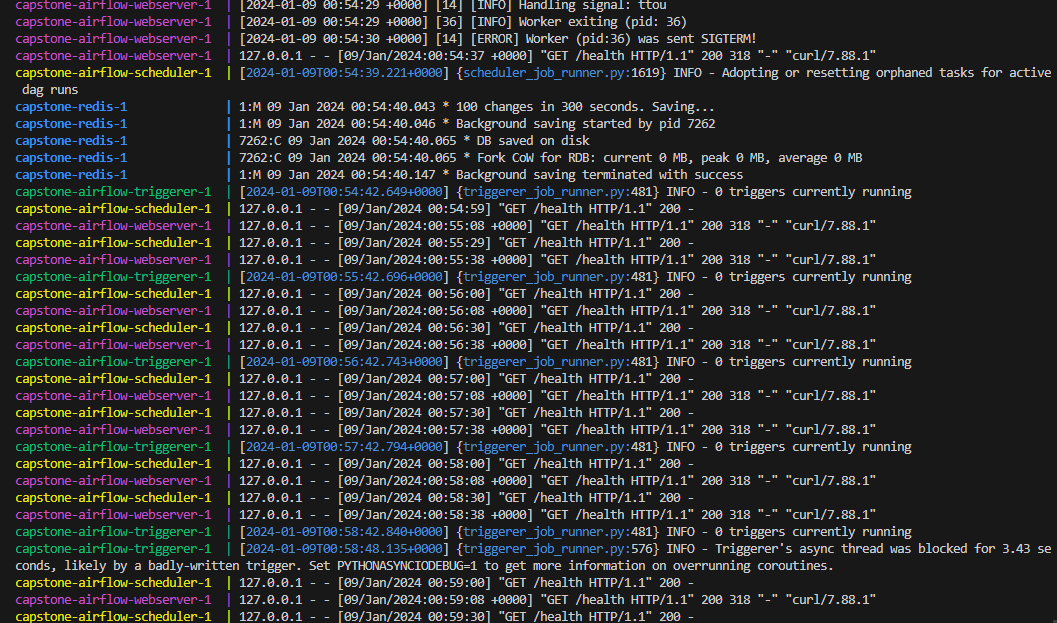 capstone-airflow-webserver-1 | [2024-01-09 00:54:29 +0000] [14] [INFO] Handling signal: ttou
capstone-airflow-webserver-1 | [2024-01-09 00:54:29 +0000] [36] [INFO] Worker exiting (pid: 36)
capstone-airflow-webserver-1 | [2024-01-09 00:54:30 +0000] [14] [ERROR] Worker (pid:36) was sent SIGTERM!
capstone-airflow-webserver-1 | 127.0.0.1 - - [09/Jan/2024:00:54:37 +0000] "GET /health HTTP/1.1" 200 318 "-" "curl/7.88.1"
capstone-airflow-scheduler-1 | [2024-01-09T00:54:39.221+0000] {scheduler_job_runner.py:1619} INFO - Adopting or resetting orphaned tasks for active
dag runs
capstone-redis-1 | 1:M 09 Jan 2024 00:54:40.043 * 100 changes in 300 seconds. Saving...
capstone-redis-1 | 1:M 09 Jan 2024 00:54:40.046 * Background saving started by pid 7262
capstone-redis-1 | 7262:C 09 Jan 2024 00:54:40.065 * DB saved on disk
capstone-redis-1 | 7262:C 09 Jan 2024 00:54:40.065 * Fork CoW for RDB: current 0 MB, peak 0 MB, average 0 MB
capstone-redis-1 | 1:M 09 Jan 2024 00:54:40.147 * Background saving terminated with success
capstone-airflow-triggerer-1 | [2024-01-09T00:54:42.649+0000] {triggerer_job_runner.py:481} INFO - 0 triggers currently running
capstone-airflow-scheduler-1 | 127.0.0.1 - - [09/Jan/2024 00:54:59] "GET /health HTTP/1.1" 200 -
capstone-airflow-webserver-1 | 127.0.0.1 - - [09/Jan/2024:00:55:08 +0000] "GET /health HTTP/1.1" 200 318 "-" "curl/7.88.1"
capstone-airflow-scheduler-1 | 127.0.0.1 - - [09/Jan/2024 00:55:29] "GET /health HTTP/1.1" 200 -
capstone-airflow-webserver-1 | 127.0.0.1 - - [09/Jan/2024:00:55:38 +0000] "GET /health HTTP/1.1" 200 318 "-" "curl/7.88.1"
capstone-airflow-triggerer-1 | [2024-01-09T00:55:42.696+0000] {triggerer_job_runner.py:481} INFO - 0 triggers currently running
capstone-airflow-scheduler-1 | 127.0.0.1 - - [09/Jan/2024 00:56:00] "GET /health HTTP/1.1" 200 -
capstone-airflow-webserver-1 | 127.0.0.1 - - [09/Jan/2024:00:56:08 +0000] "GET /health HTTP/1.1" 200 318 "-" "curl/7.88.1"
capstone-airflow-scheduler-1 | 127.0.0.1 - - [09/Jan/2024 00:56:30] "GET /health HTTP/1.1" 200 -
capstone-airflow-webserver-1 | 127.0.0.1 - - [09/Jan/2024:00:56:38 +0000] "GET /health HTTP/1.1" 200 318 "-" "curl/7.88.1"
capstone-airflow-triggerer-1 | [2024-01-09T00:56:42.743+0000] {triggerer_job_runner.py:481} INFO - 0 triggers currently running
capstone-airflow-scheduler-1 | 127.0.0.1 - - [09/Jan/2024 00:57:00] "GET /health HTTP/1.1" 200 -
capstone-airflow-webserver-1 | 127.0.0.1 - - [09/Jan/2024:00:57:08 +0000] "GET /health HTTP/1.1" 200 318 "-" "curl/7.88.1"
capstone-airflow-scheduler-1 | 127.0.0.1 - - [09/Jan/2024 00:57:30] "GET /health HTTP/1.1" 200 -
capstone-airflow-webserver-1 | 127.0.0.1 - - [09/Jan/2024:00:57:38 +0000] "GET /health HTTP/1.1" 200 318 "-" "curl/7.88.1"
capstone-airflow-triggerer-1 | [2024-01-09T00:57:42.794+0000] {triggerer_job_runner.py:481} INFO - 0 triggers currently running
capstone-airflow-scheduler-1 | 127.0.0.1 - - [09/Jan/2024 00:58:00] "GET /health HTTP/1.1" 200 -
capstone-airflow-webserver-1 | 127.0.0.1 - - [09/Jan/2024:00:58:08 +0000] "GET /health HTTP/1.1" 200 318 "-" "curl/7.88.1"
capstone-airflow-scheduler-1 | 127.0.0.1 - - [09/Jan/2024 00:58:30] "GET /health HTTP/1.1" 200 -
capstone-airflow-webserver-1 | 127.0.0.1 - - [09/Jan/2024:00:58:38 +0000] "GET /health HTTP/1.1" 200 318 "-" "curl/7.88.1"
capstone-airflow-triggerer-1 | [2024-01-09T00:58:42.840+0000] {triggerer_job_runner.py:481} INFO - 0 triggers currently running
capstone-airflow-triggerer-1 | [2024-01-09T00:58:48.135+0000] {triggerer_job_runner.py:576} INFO - Triggerer's async thread was blocked for 3.43 se
conds, likely by a badly-written trigger. Set PYTHONASYNCIODEBUG=1 to get more information on overrunning coroutines.
capstone-airflow-scheduler-1 | 127.0.0.1 - - [09/Jan/2024 00:59:00] "GET /health HTTP/1.1" 200 -
capstone-airflow-webserver-1 | 127.0.0.1 - - [09/Jan/2024:00:59:08 +0000] "GET /health HTTP/1.1" 200 318 "-" "curl/7.88.1"
capstone-airflow-scheduler-1 | 127.0.0.1 - - [09/Jan/2024 00:59:30] "GET /health HTTP/1.1" 200 -